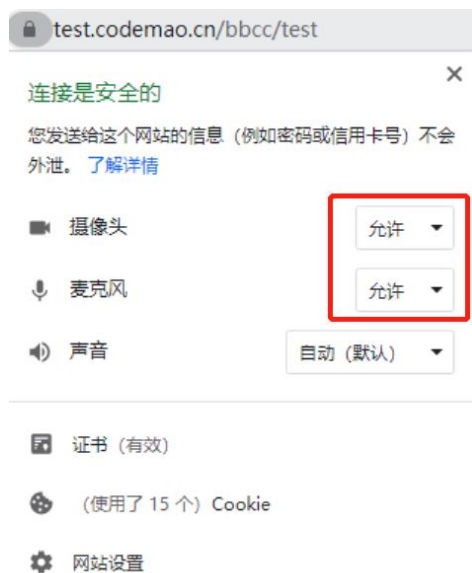 test.codemao.cn/bbcc/test
连接是安全的
您发送给这个网站的信息（例如密码或信用卡号）不会
外泄。 了解详情
摄像头 允许
麦克风 允许
声音 自动（默认）
证书（有效）
（使用了 15 个）Cookie
网站设置